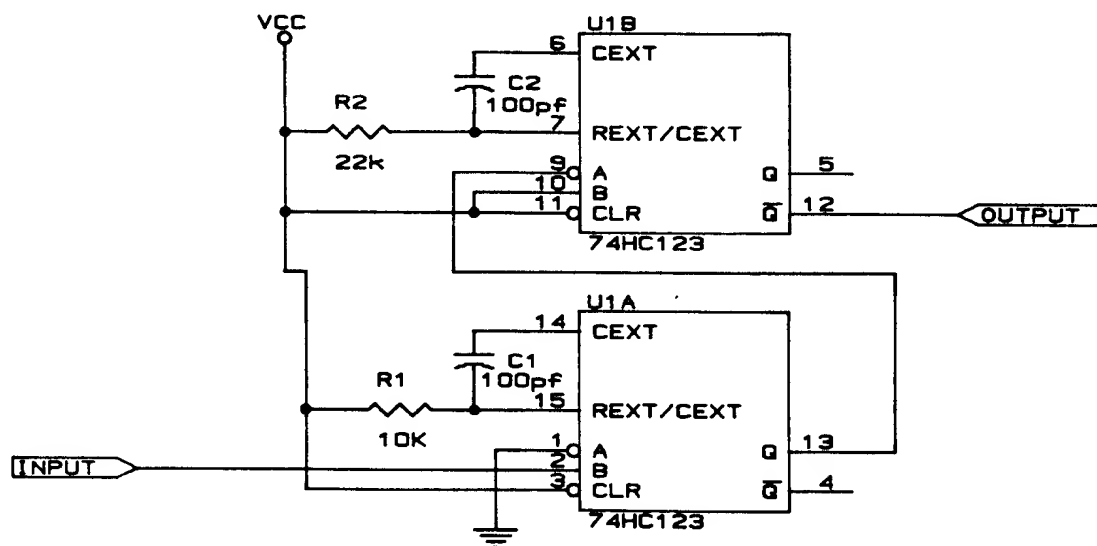 VCC
U1B
6
CEXT
C2
100pf
R2
22k
7
REXT/CEXT
9
A
10
B
11
CLR
Q
5
Q
12
OUTPUT
74HC123
U1A
14
CEXT
C1
100pf
R1
10K
15
REXT/CEXT
1
A
INPUT
2
B
3
CLR
Q
13
Q
4
74HC123